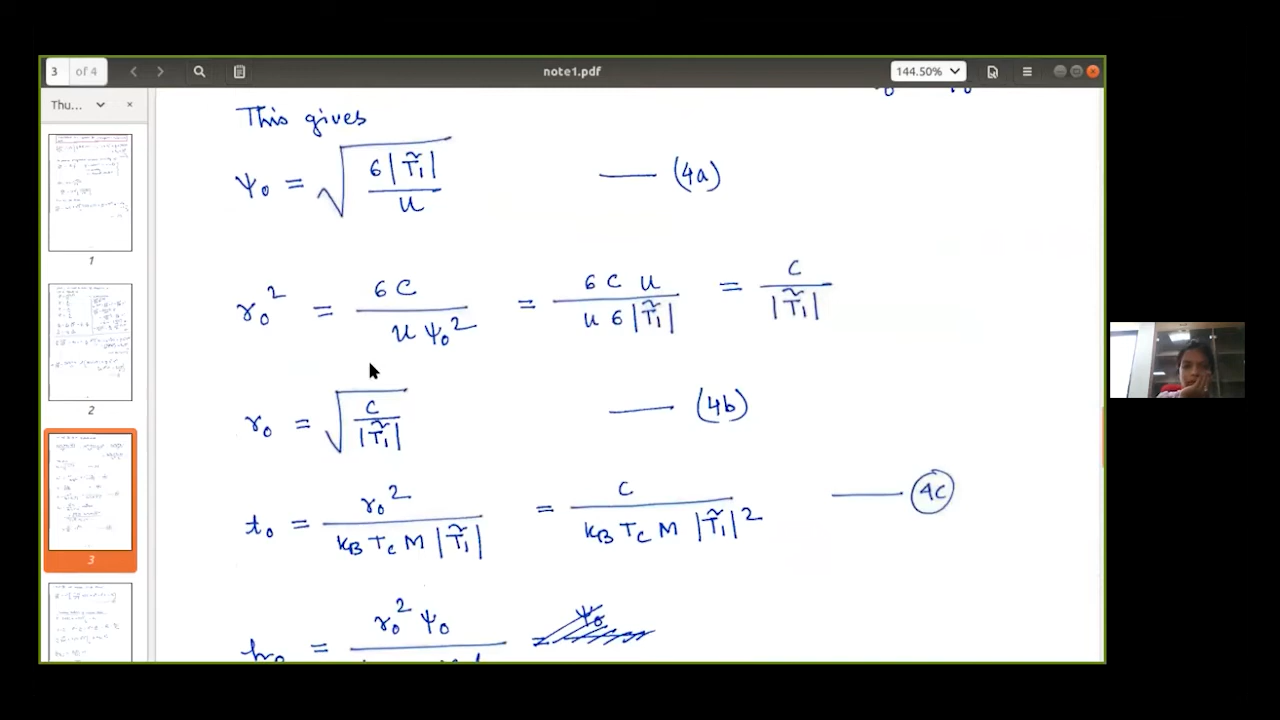 3 of 4
note1.pdf
144.50%
Thu...
1
2
3
This gives
ψ₀ = √(6|T̃₁| / u) —— (4a)
r₀² = 6C / (u ψ₀²) = 6 C u / (u 6|T̃₁|) = C / |T̃₁|
r₀ = √(C / |T̃₁|) —— (4b)
t₀ = r₀² / (k_B T_C M |T̃₁|) = C / (k_B T_C M |T̃₁|²) —— (4C)
= r₀² ψ₀